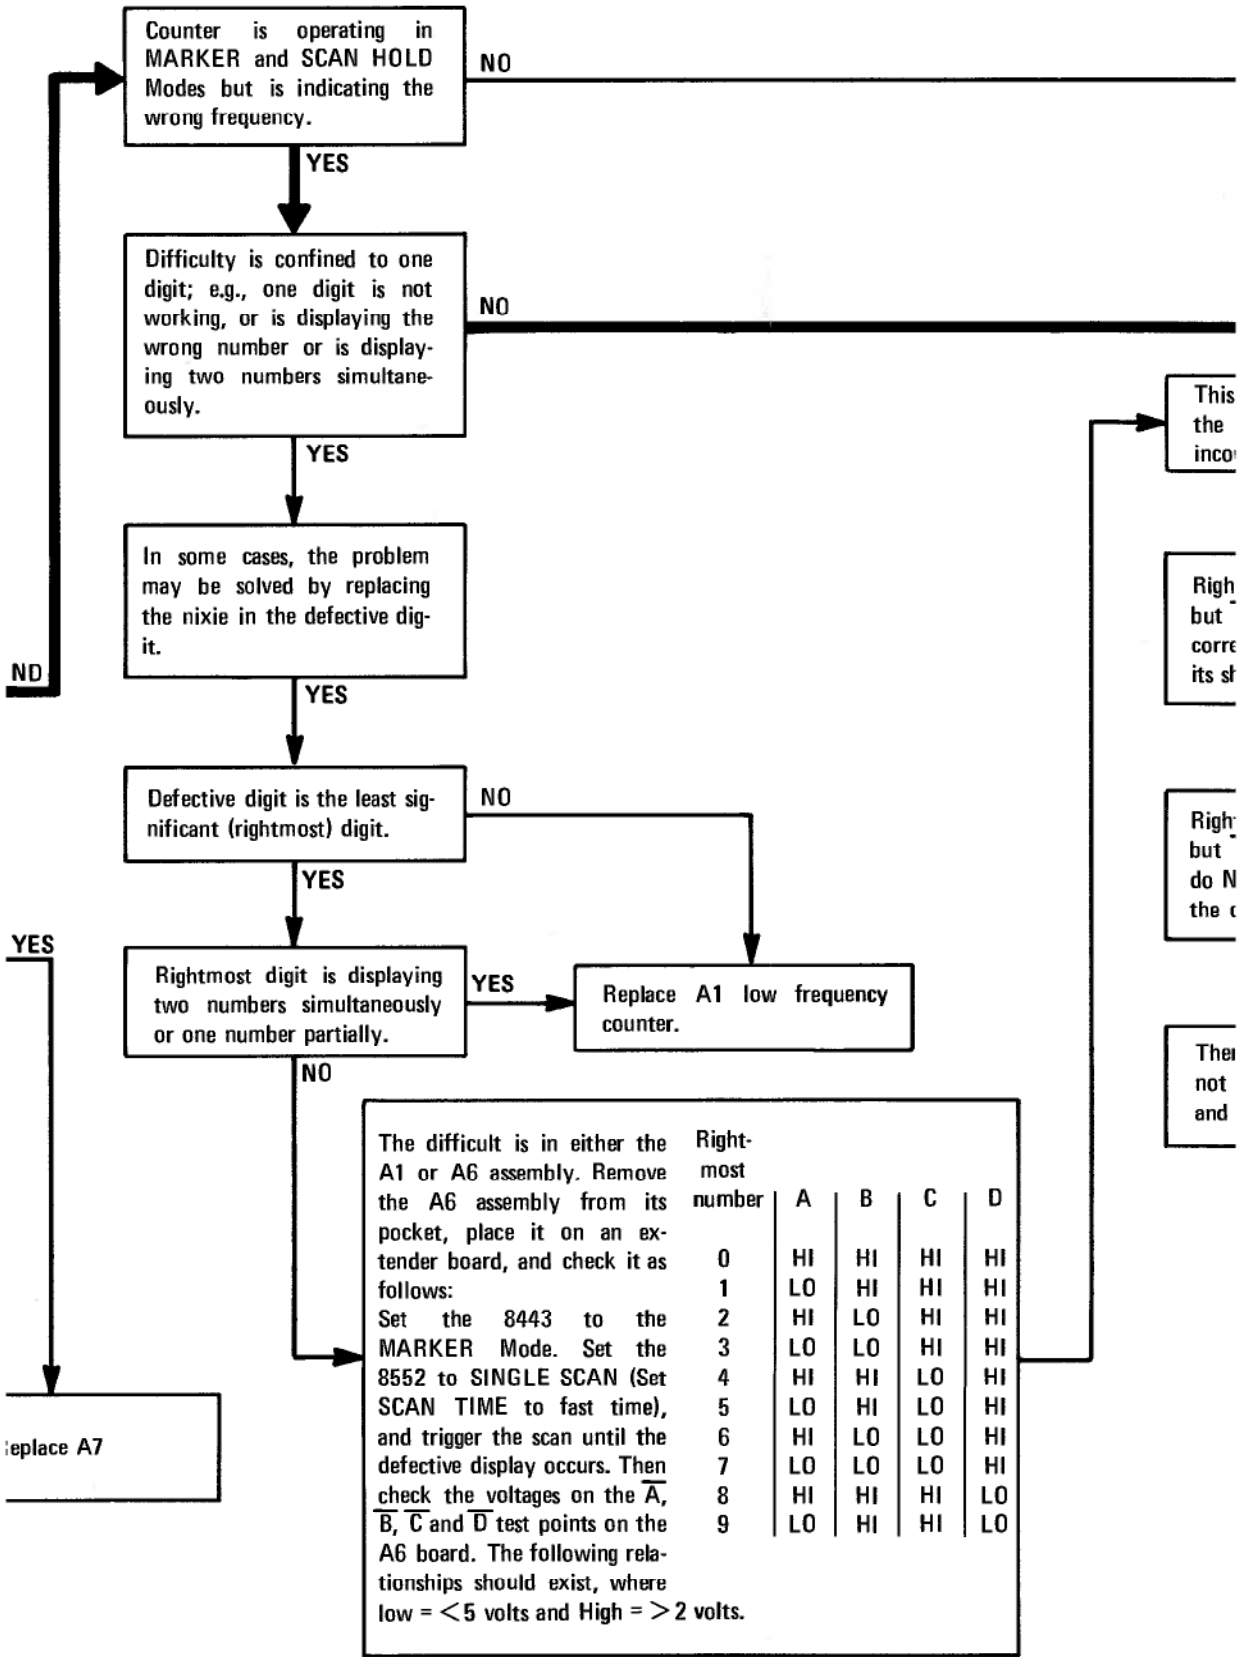 Counter is operating in
MARKER and SCAN HOLD
Modes but is indicating the
wrong frequency.
NO
YES
Difficulty is confined to one
digit; e.g., one digit is not
working, or is displaying the
wrong number or is display-
ing two numbers simultane-
ously.
NO
YES
This
the
In some cases, the problem
may be solved by replacing
the nixie in the defective dig-
it.
but
ND
YES
Defective digit is the least sig-
nificant (rightmost) digit.
NO
YES
but
the
YES
Rightmost digit is displaying
two numbers simultaneously
or one number partially.
YES
Replace A1 low frequency
counter.
NO
not
and
The difficult is in either the
A1 or A6 assembly. Remove
the A6 assembly from its
pocket, place it on an ex-
tender board, and check it as
follows:
Set the 8443 to the
MARKER Mode. Set the
8552 to SINGLE SCAN (Set
SCAN TIME to fast time),
and trigger the scan until the
defective display occurs. Then
check the voltages on the A̅,
B̅, C̅ and D̅ test points on the
A6 board. The following rela-
tionships should exist, where
low = <5 volts and High = >2 volts.
Right-
most
number A B C D
0 HI HI HI HI
1 LO HI HI HI
2 HI LO HI HI
3 LO LO HI HI
4 HI HI LO HI
5 LO HI LO HI
6 HI LO LO HI
7 LO LO LO HI
8 HI HI HI LO
9 LO HI HI LO
eplace A7